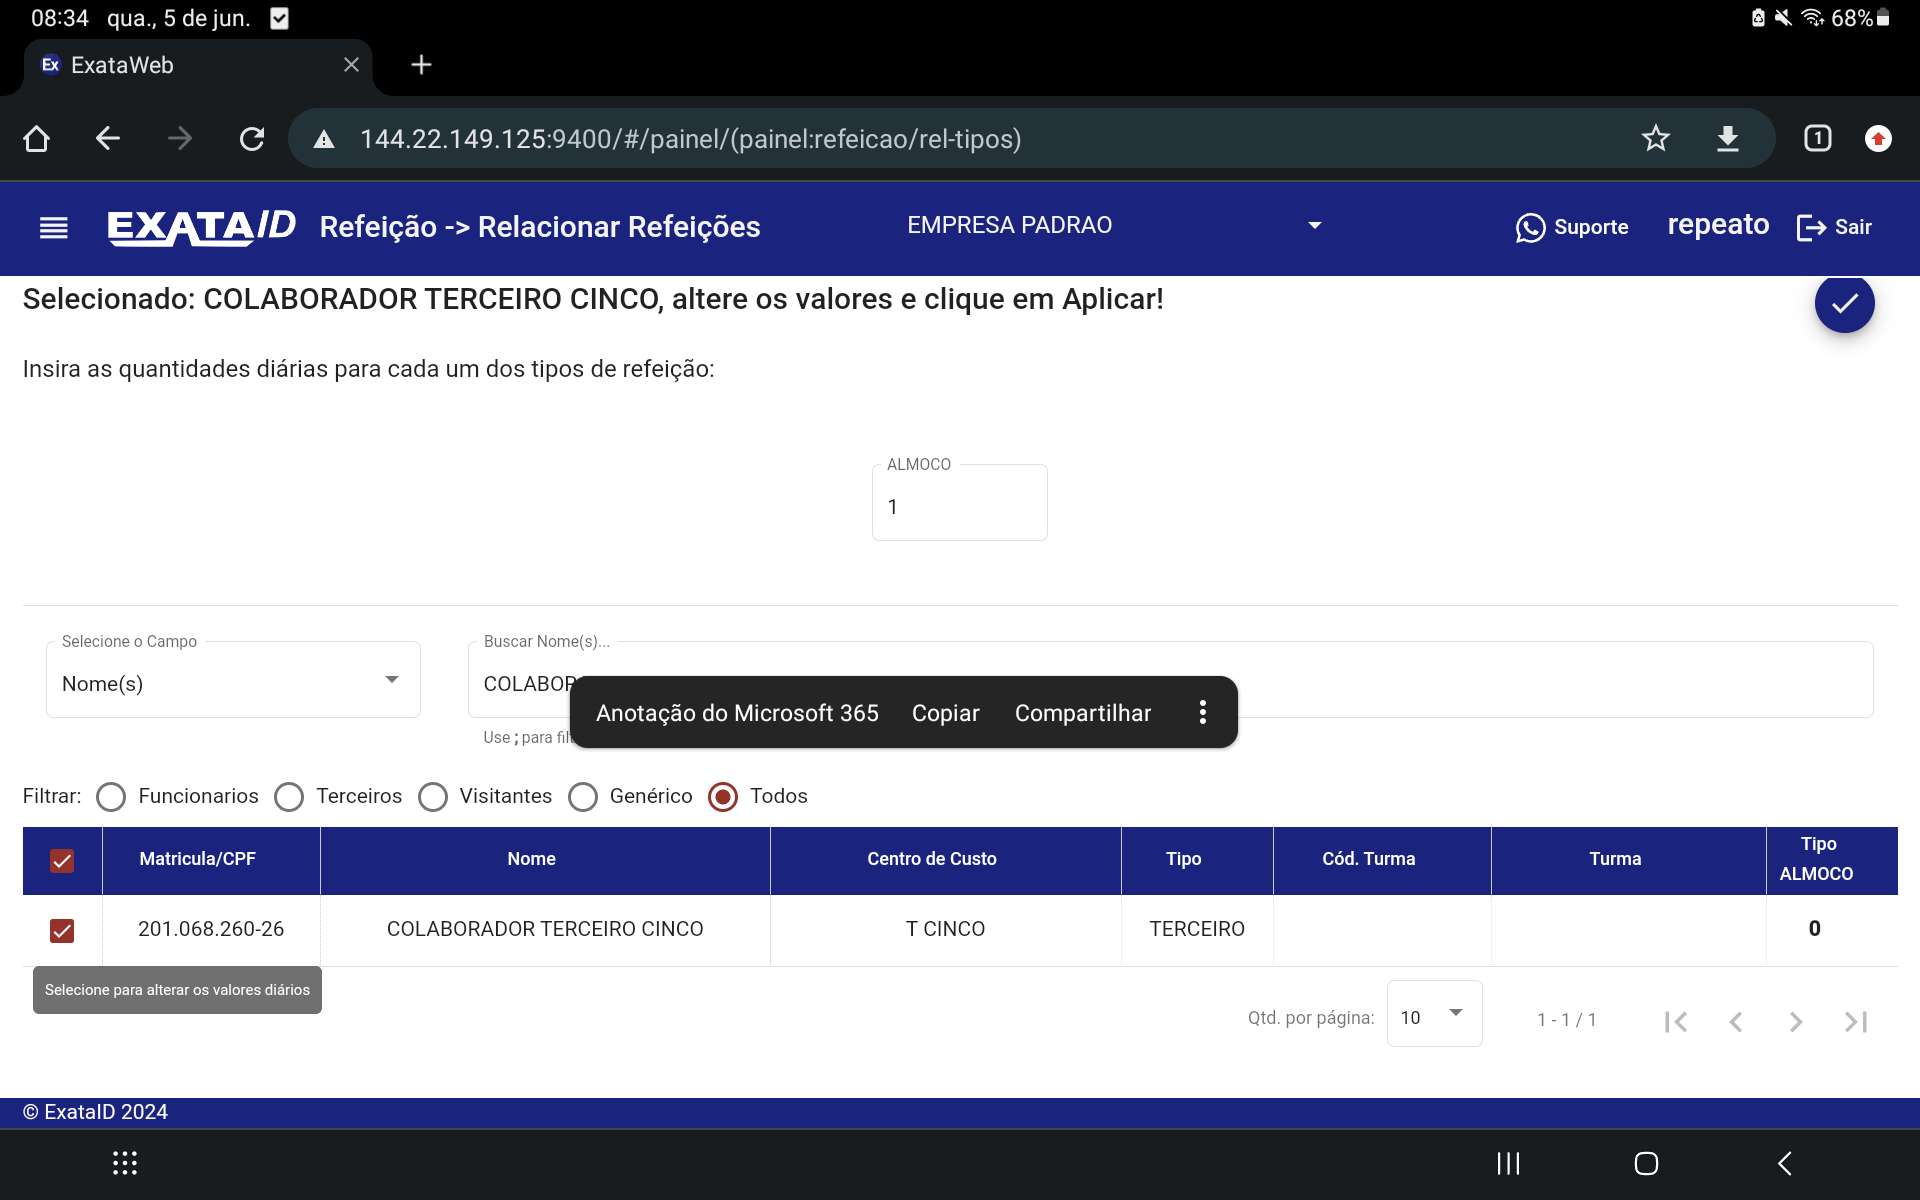 08:34 qua., 5 de jun.
68%
Ex ExataWeb
144.22.149.125:9400/#/painel/(painel:refeicao/rel-tipos)
1
EXATA/D Refeição -> Relacionar Refeições EMPRESA PADRAO Suporte repeato Sair
Selecionado: COLABORADOR TERCEIRO CINCO, altere os valores e clique em Aplicar!
Insira as quantidades diárias para cada um dos tipos de refeição:
ALMOCO
1
Selecione o Campo
Nome(s)
Buscar Nome(s)...
COLABOR
Anotação do Microsoft 365 Copiar Compartilhar
Use ; para filt
Filtrar: Funcionarios Terceiros Visitantes Genérico Todos
Matricula/CPF Nome Centro de Custo Tipo Cód. Turma Turma Tipo ALMOCO
201.068.260-26 COLABORADOR TERCEIRO CINCO T CINCO TERCEIRO 0
Selecione para alterar os valores diários
Qtd. por página: 10 1 - 1 / 1
© ExataID 2024